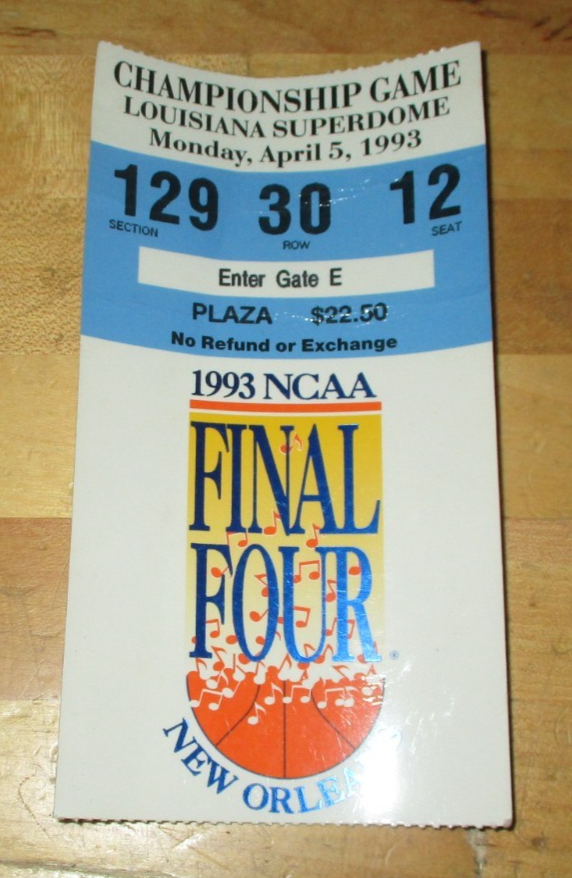 CHAMPIONSHIP GAME
LOUISIANA SUPERDOME
Monday, April 5, 1993
129 30 12
SECTION ROW SEAT
Enter Gate E
PLAZA $22.50
No Refund or Exchange
1993 NCAA
FINAL
FOUR®
NEW ORLEANS